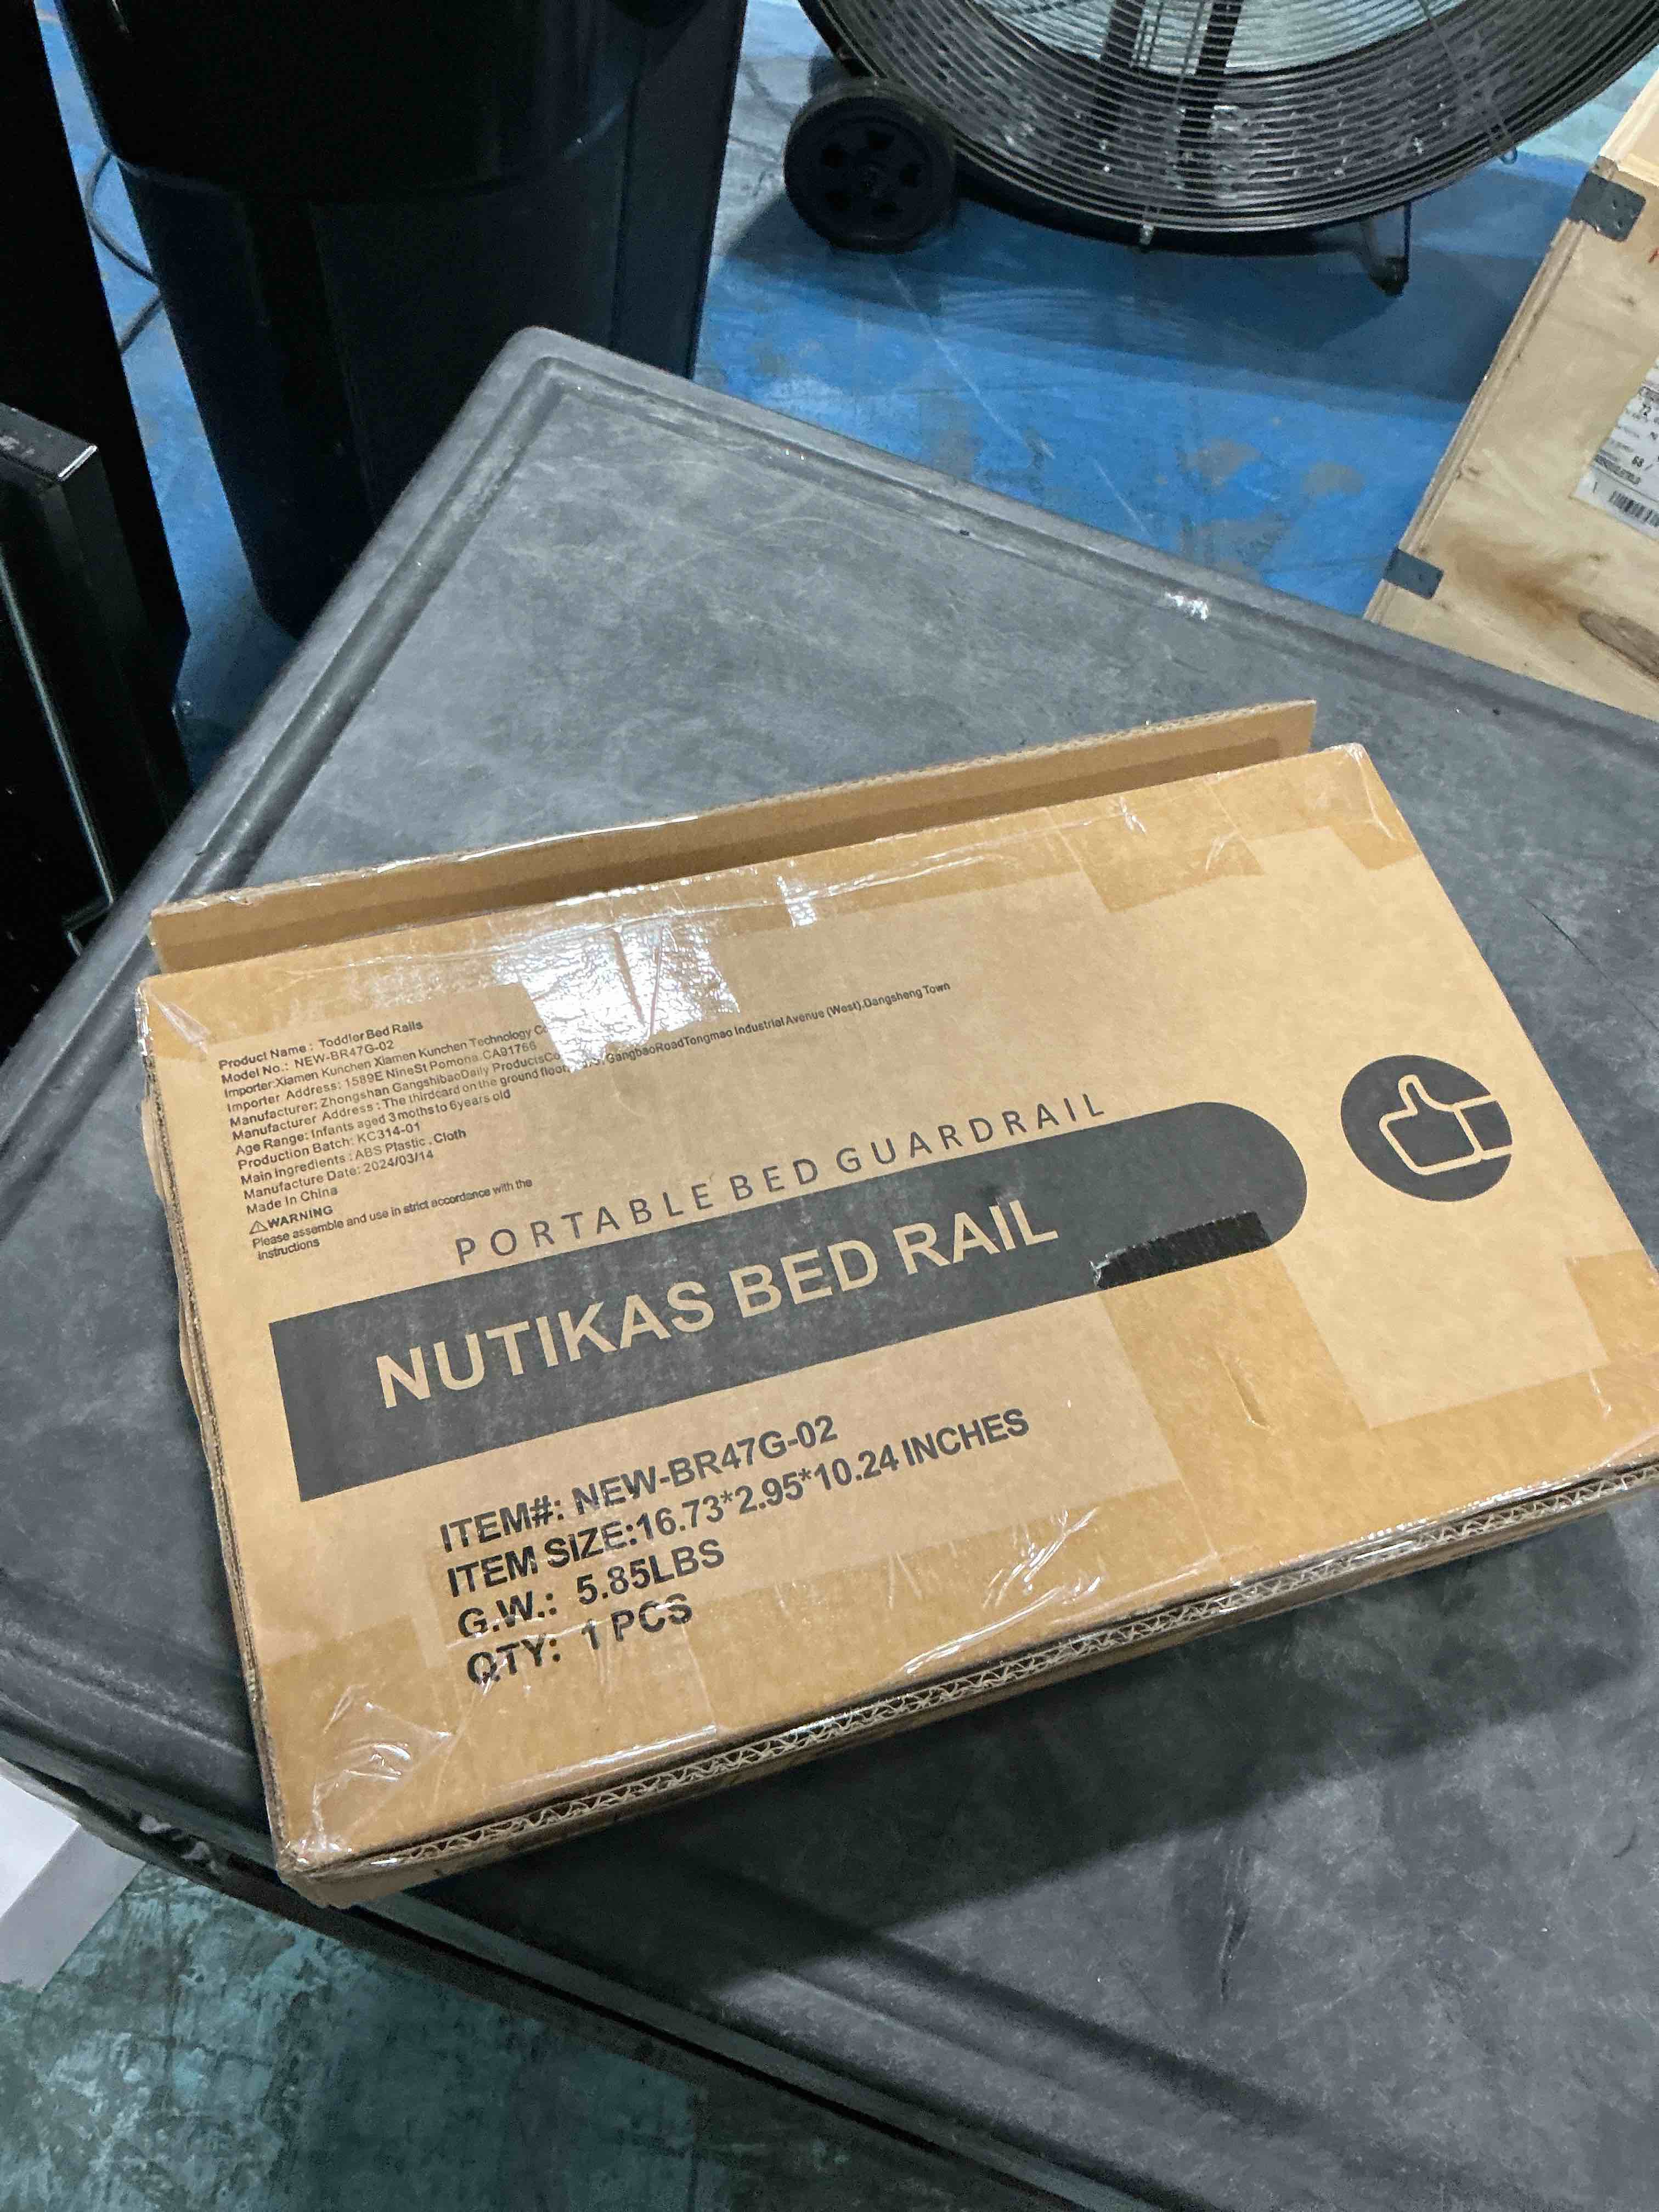 Product Name : Toddler Bed Rails
Model No.: NEW-BR47G-02
Importer:Xiamen Kunchen Xiamen Kunchen Technology
Importer Address: 1589E NineSt Pomona.CA91766
Manufacturer: Zhongshan GangshibaoDaily ProductsCo
Manufacturer Address : The thirdcard on the ground floor GangbaoRoadTongmao Industrial Avenue (West).Dangsheng Town
Age Range: Infants aged 3 moths to 6years old
Production Batch: KC314-01
Main Ingredients : ABS Plastic , Cloth
Manufacture Date: 2024/03/14
Made In China
⚠WARNING
Please assemble and use in strict accordance with the
instructions
PORTABLE BED GUARDRAIL
NUTIKAS BED RAIL
ITEM#: NEW-BR47G-02
ITEM SIZE:16.73*2.95*10.24 INCHES
G.W.: 5.85LBS
QTY: 1 PCS
72
68 /